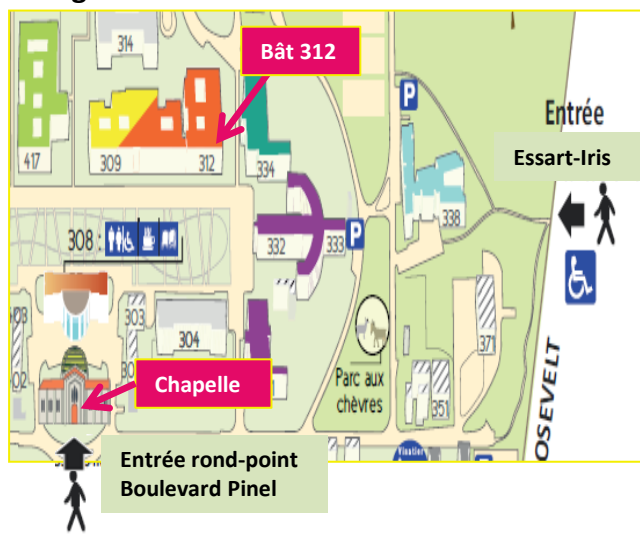 314
Bât 312
417
309
312
334
Entrée
Essart-Iris
338
308 :
332
333
P
P
303
304
371
Chapelle
Parc aux
chèvres
351
OSEVELT
Entrée rond-point
Boulevard Pinel
Vinatier